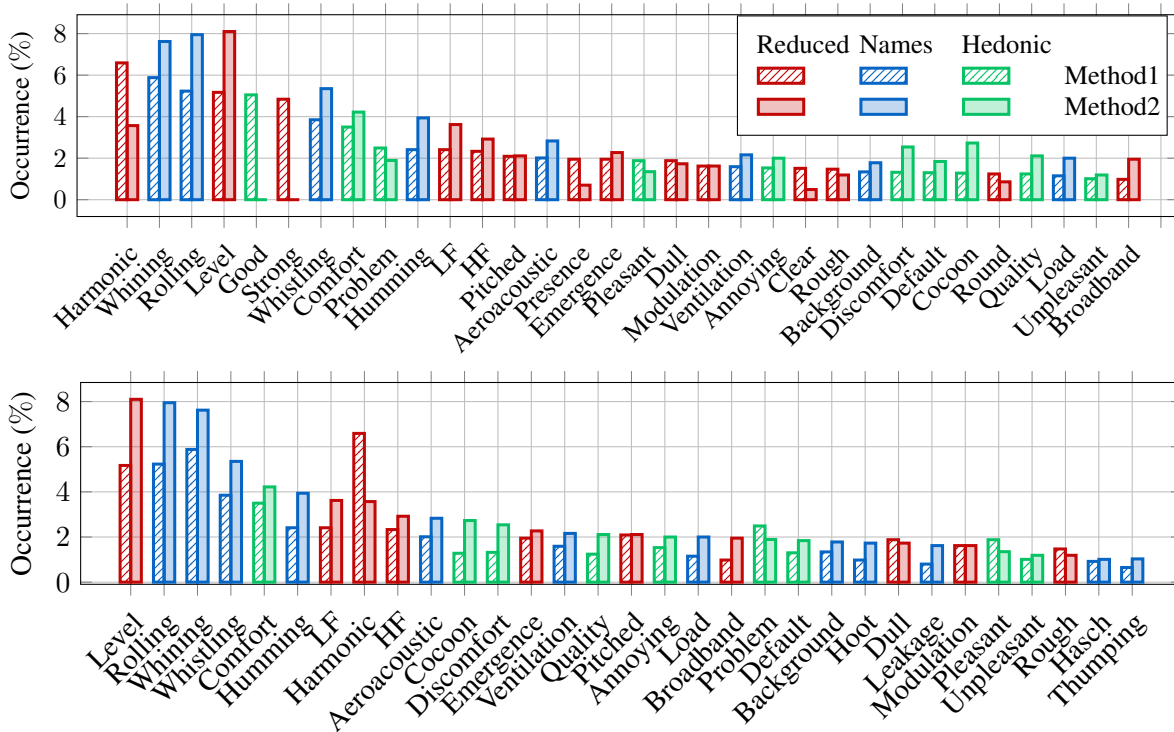 Reduced Names Hedonic
Method1
Method2
Occurrence (%)
8
6
4
2
0
Harmonic
Whining
Rolling
Level
Good
Strong
Whistling
Comfort
Problem
Humming
LF
HF
Pitched
Aeroacoustic
Presence
Emergence
Pleasant
Dull
Modulation
Ventilation
Annoying
Clear
Rough
Background
Discomfort
Default
Cocoon
Round
Quality
Load
Unpleasant
Broadband
Occurrence (%)
8
6
4
2
0
Level
Rolling
Whining
Whistling
Comfort
Humming
LF
Harmonic
HF
Aeroacoustic
Cocoon
Discomfort
Emergence
Ventilation
Quality
Pitched
Annoying
Load
Broadband
Problem
Default
Background
Hoot
Dull
Leakage
Modulation
Pleasant
Unpleasant
Rough
Hasch
Thumping